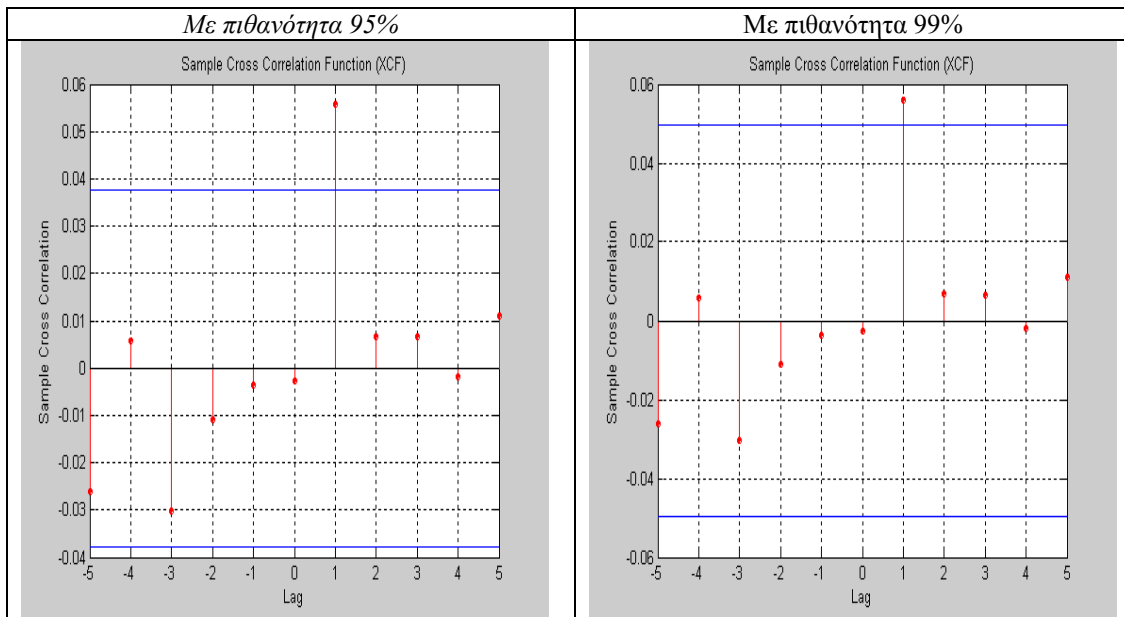 Με πιθανότητα 95%
Με πιθανότητα 99%
Sample Cross Correlation Function (XCF)
0.06
0.05
0.04
0.03
0.02
0.01
0
-0.01
-0.02
-0.03
-0.04
Sample Cross Correlation
-5 -4 -3 -2 -1 0 1 2 3 4 5
Lag
Sample Cross Correlation Function (XCF)
0.06
0.04
0.02
0
-0.02
-0.04
-0.06
Sample Cross Correlation
-5 -4 -3 -2 -1 0 1 2 3 4 5
Lag